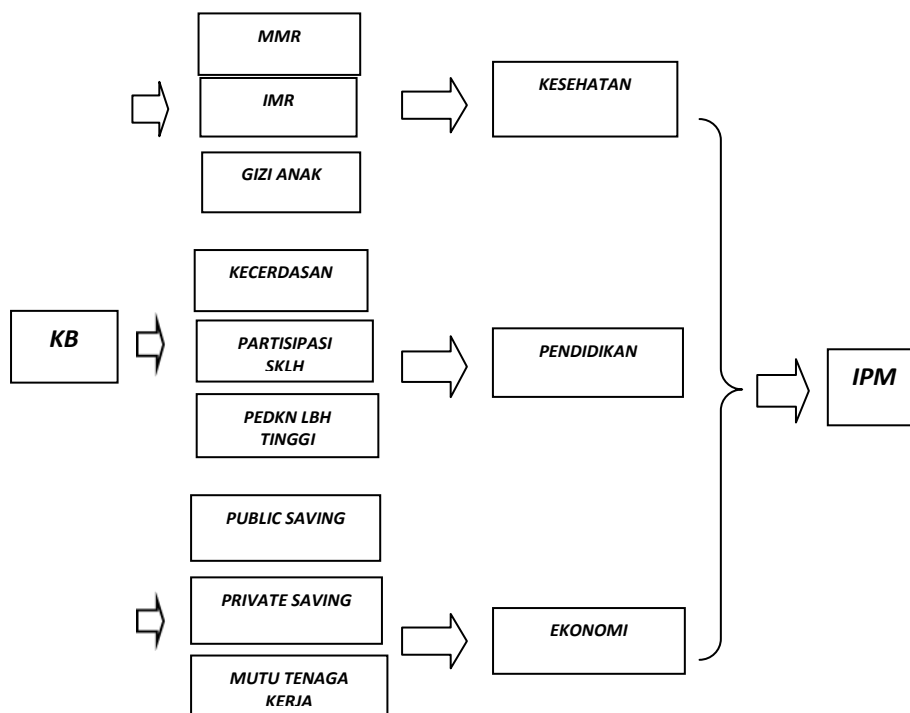 MMR
IMR
GIZI ANAK
KESEHATAN
KECERDASAN
PARTISIPASI
SKLH
PEDKN LBH
TINGGI
KB
PENDIDIKAN
IPM
PUBLIC SAVING
PRIVATE SAVING
MUTU TENAGA
KERJA
EKONOMI